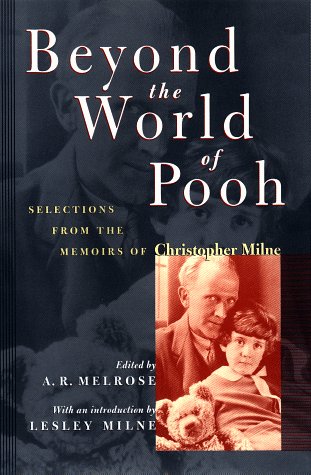 Beyond
the
World
of
Pooh
SELECTIONS
FROM THE
MEMOIRS OF Christopher Milne
Edited by
A. R. MELROSE
With an introduction by
LESLEY MILNE